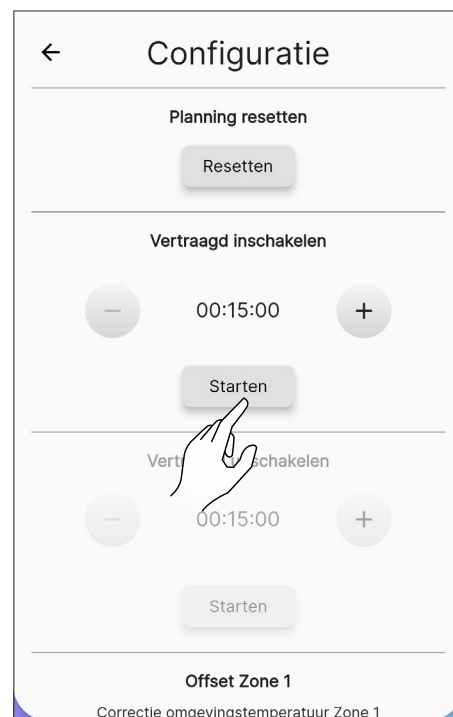 Configuratie
Planning resetten
Resetten
Vertraagd inschakelen
− 00:15:00 +
Starten
schakelen
− 00:15:00 +
Starten
Offset Zone 1
Correctie omgevingstemperatuur Zone 1